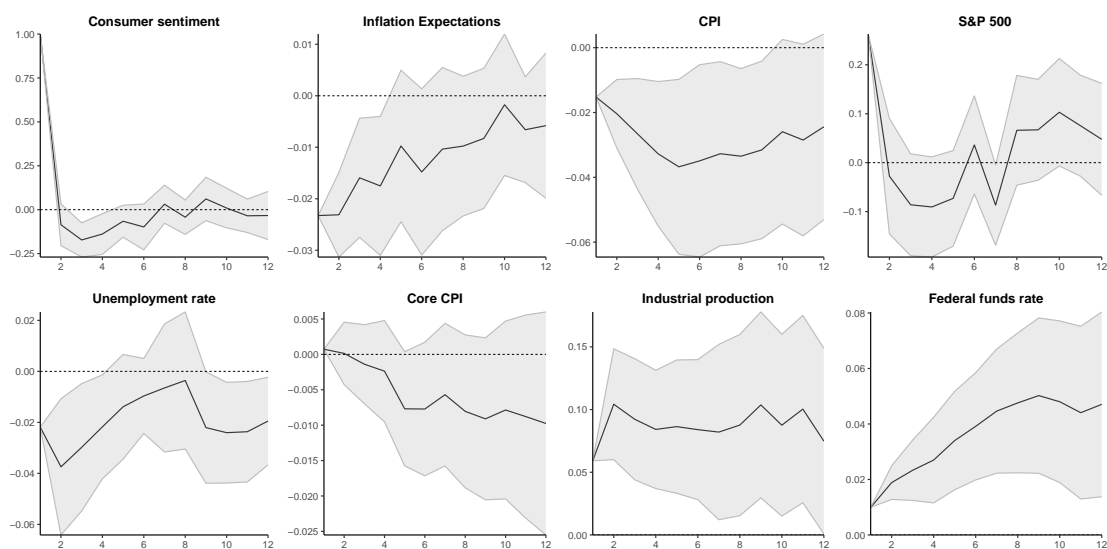 Consumer sentiment
1.00
0.75
0.50
0.25
0.00
−0.25
2 4 6 8 10 12
Inflation Expectations
0.01
0.00
−0.01
−0.02
−0.03
2 4 6 8 10 12
CPI
0.00
−0.02
−0.04
−0.06
2 4 6 8 10 12
S&P 500
0.2
0.1
0.0
−0.1
2 4 6 8 10 12
Unemployment rate
0.02
0.00
−0.02
−0.04
−0.06
2 4 6 8 10 12
Core CPI
0.005
0.000
−0.005
−0.010
−0.015
−0.020
−0.025
2 4 6 8 10 12
Industrial production
0.15
0.10
0.05
0.00
2 4 6 8 10 12
Federal funds rate
0.08
0.06
0.04
0.02
0.00
2 4 6 8 10 12